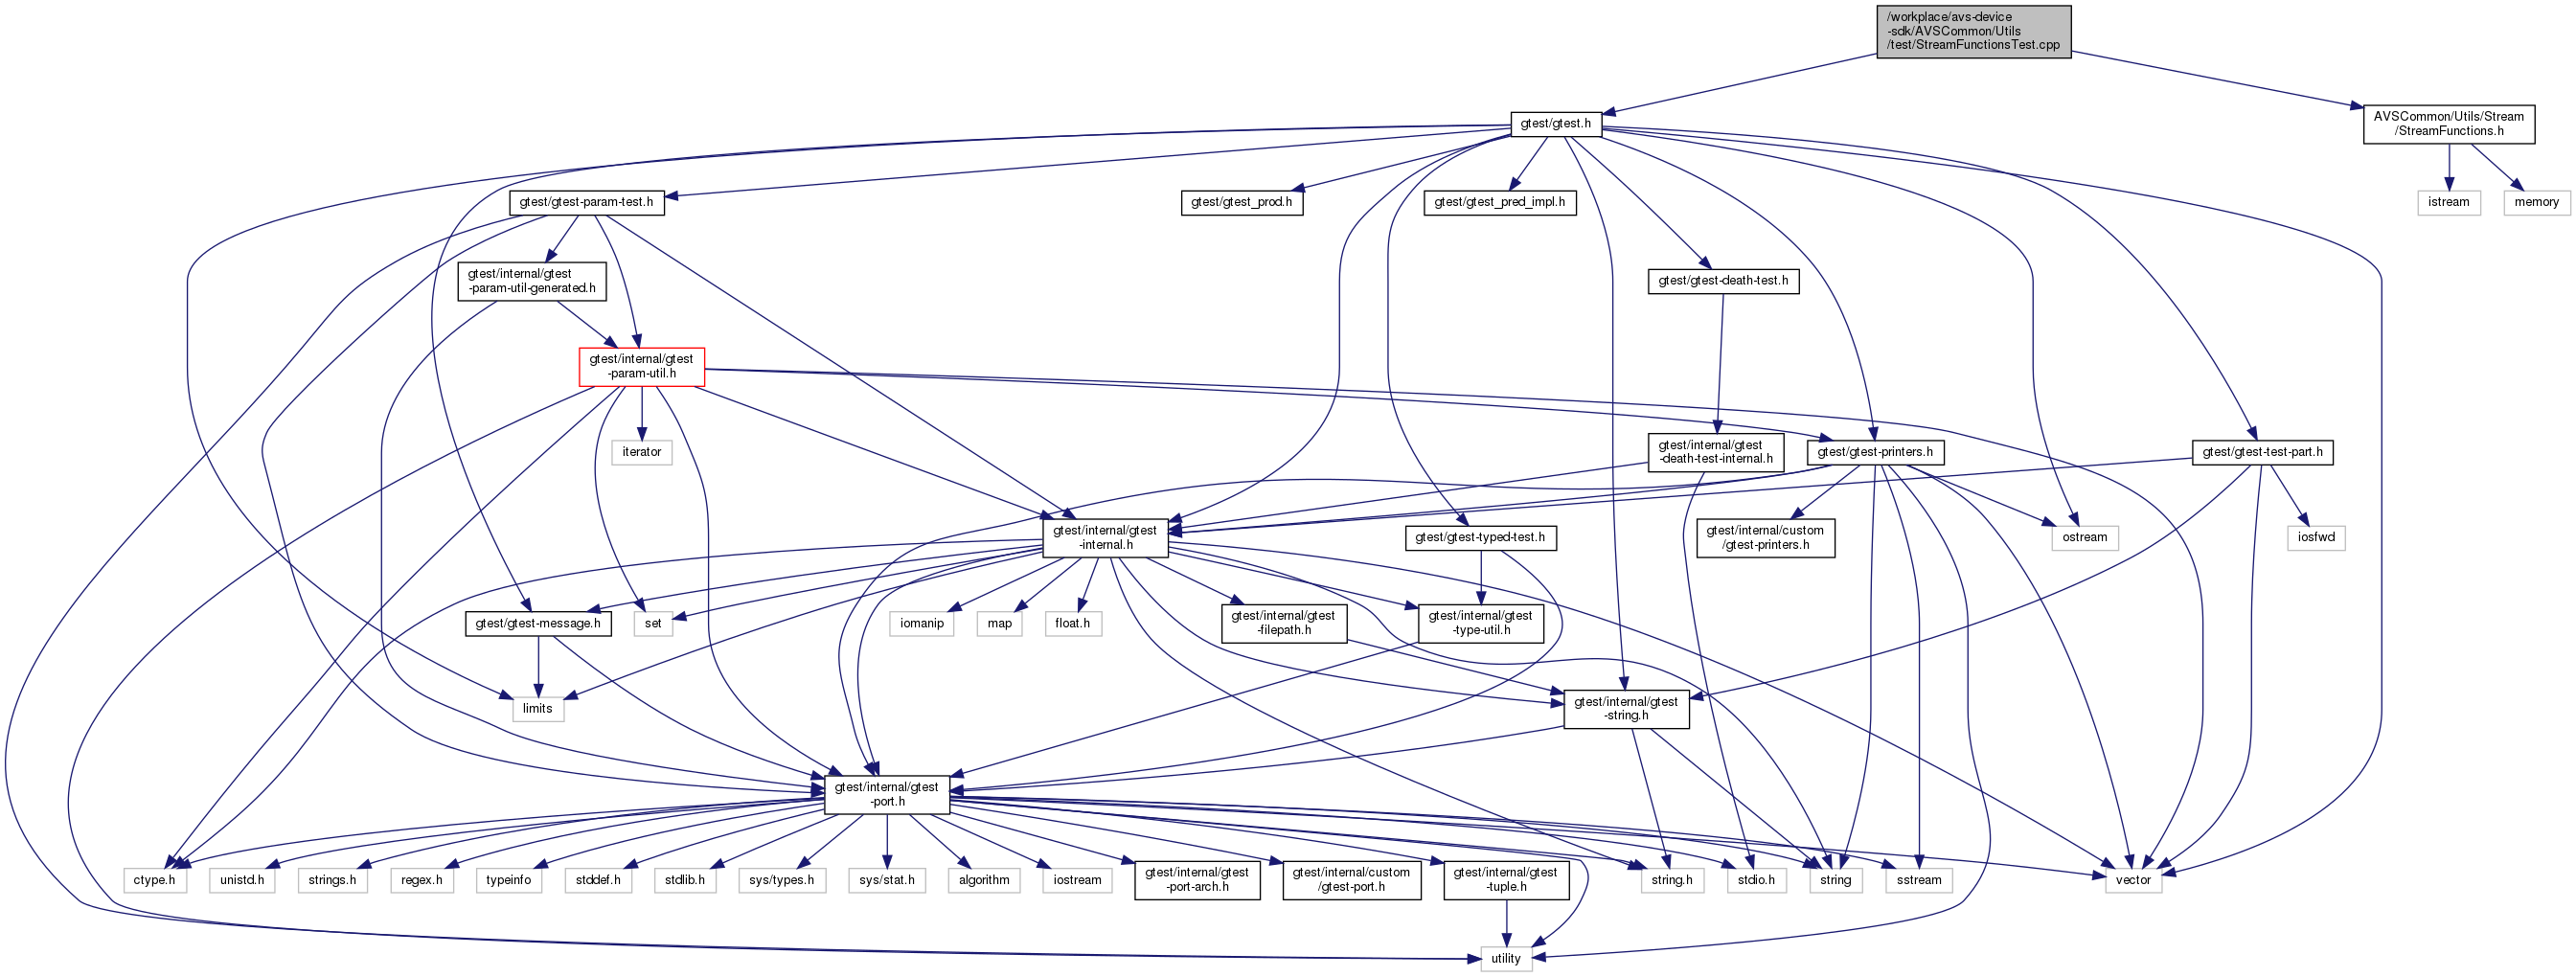 /workplace/avs-device
-sdk/AVSCommon/Utils
/test/StreamFunctionsTest.cpp
gtest/gtest.h
AVSCommon/Utils/Stream
/StreamFunctions.h
gtest/gtest-param-test.h
gtest/gtest_prod.h
gtest/gtest_pred_impl.h
istream
memory
gtest/internal/gtest
-param-util-generated.h
gtest/gtest-death-test.h
gtest/internal/gtest
-param-util.h
iterator
gtest/internal/gtest
-death-test-internal.h
gtest/gtest-printers.h
gtest/gtest-test-part.h
gtest/internal/gtest
-internal.h
gtest/gtest-typed-test.h
gtest/internal/custom
/gtest-printers.h
ostream
iosfwd
gtest/gtest-message.h
set
iomanip
map
float.h
gtest/internal/gtest
-filepath.h
gtest/internal/gtest
-type-util.h
limits
gtest/internal/gtest
-string.h
gtest/internal/gtest
-port.h
ctype.h
unistd.h
strings.h
regex.h
typeinfo
stddef.h
stdlib.h
sys/types.h
sys/stat.h
algorithm
iostream
gtest/internal/gtest
-port-arch.h
gtest/internal/custom
/gtest-port.h
gtest/internal/gtest
-tuple.h
string.h
stdio.h
string
sstream
vector
utility